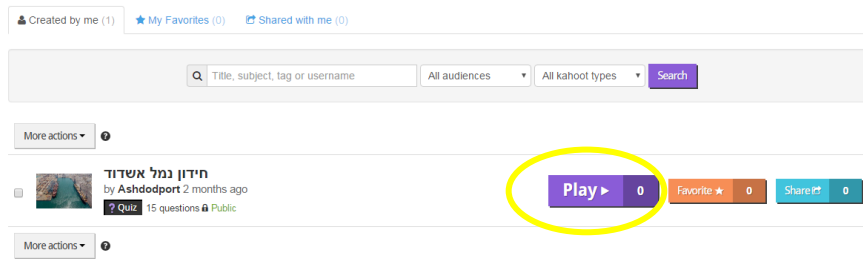 Created by me (1) My Favorites (0) Shared with me (0)
Title, subject, tag or username All audiences All kahoot types Search
More actions ?
חידון נמל אשדוד
by Ashdodport 2 months ago
Play 0 Favorite 0 Share 0
? Quiz 15 questions Public
More actions ?